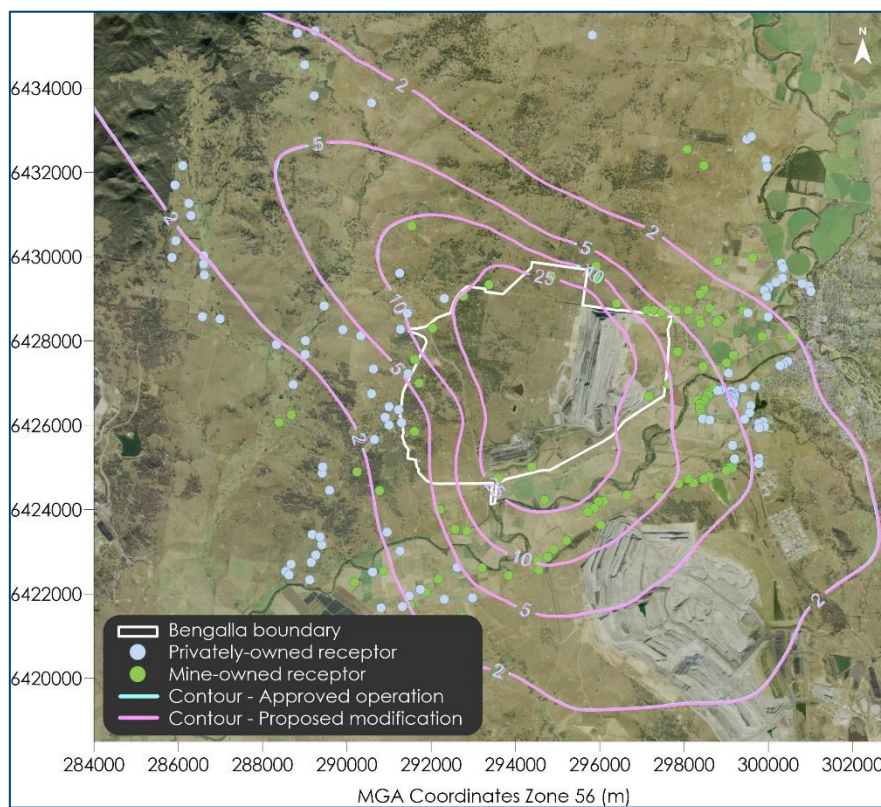 N
6434000
6432000
6430000
6428000
6426000
6424000
6422000
6420000
2
5
2
2
5
10
10
25
5
2
25
10
5
2
2
Bengalla boundary
Privately-owned receptor
Mine-owned receptor
Contour - Approved operation
Contour - Proposed modification
284000 286000 288000 290000 292000 294000 296000 298000 300000 302000
MGA Coordinates Zone 56 (m)